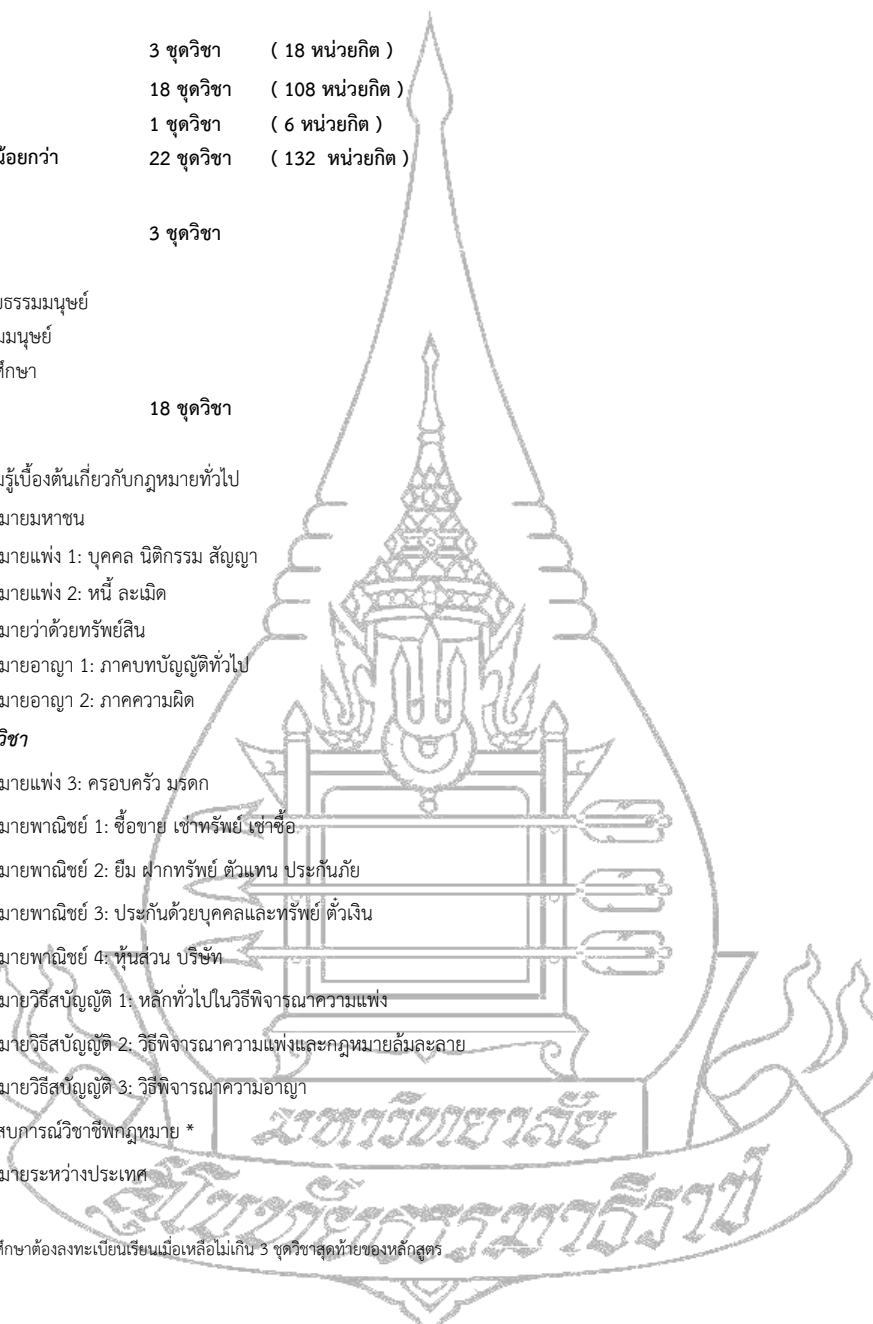 3 ชุดวิชา ( 18 หน่วยกิต )
18 ชุดวิชา ( 108 หน่วยกิต )
1 ชุดวิชา ( 6 หน่วยกิต )
น้อยกว่า 22 ชุดวิชา ( 132 หน่วยกิต )
3 ชุดวิชา
ยธรรมมนุษย์
มมนุษย์
ศึกษา
18 ชุดวิชา
มรู้เบื้องต้นเกี่ยวกับกฎหมายทั่วไป
มายมหาชน
มายแพ่ง 1: บุคคล นิติกรรม สัญญา
มายแพ่ง 2: หนี้ ละเมิด
มายว่าด้วยทรัพย์สิน
มายอาญา 1: ภาคบทบัญญัติทั่วไป
มายอาญา 2: ภาคความผิด
วิชา
มายแพ่ง 3: ครอบครัว มรดก
มายพาณิชย์ 1: ซื้อขาย เช่าทรัพย์ เช่าซื้อ
มายพาณิชย์ 2: ยืม ฝากทรัพย์ ตัวแทน ประกันภัย
มายพาณิชย์ 3: ประกันด้วยบุคคลและทรัพย์ ตั๋วเงิน
มายพาณิชย์ 4: หุ้นส่วน บริษัท
มายวิธีสบัญญัติ 1: หลักทั่วไปในวิธีพิจารณาความแพ่ง
มายวิธีสบัญญัติ 2: วิธีพิจารณาความแพ่งและกฎหมายล้มละลาย
มายวิธีสบัญญัติ 3: วิธีพิจารณาความอาญา
สบการณ์วิชาชีพกฎหมาย *
มายระหว่างประเทศ
มหาวิทยาลัย
สุโขทัยธรรมาธิราช
ศึกษาต้องลงทะเบียนเรียนเมื่อเหลือไม่เกิน 3 ชุดวิชาสุดท้ายของหลักสูตร